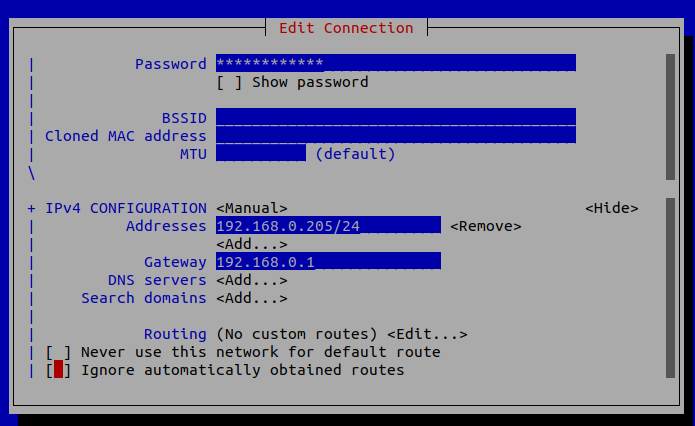 Edit Connection
Password ************
[ ] Show password
BSSID
Cloned MAC address
MTU (default)
+ IPv4 CONFIGURATION <Manual> <Hide>
Addresses 192.168.0.205/24 <Remove>
<Add...>
Gateway 192.168.0.1
DNS servers <Add...>
Search domains <Add...>
Routing (No custom routes) <Edit...>
[ ] Never use this network for default route
[ ] Ignore automatically obtained routes